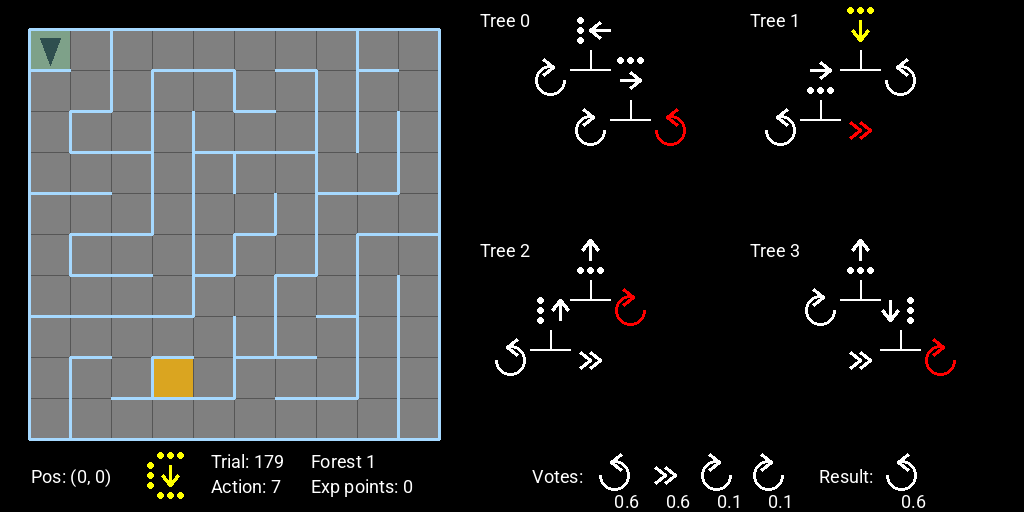 Tree 0
Tree 1
Tree 2
Tree 3
Pos: (0, 0)
Trial: 179
Forest 1
Action: 7
Exp points: 0
Votes:
0.6
0.6
0.1
0.1
Result:
0.6